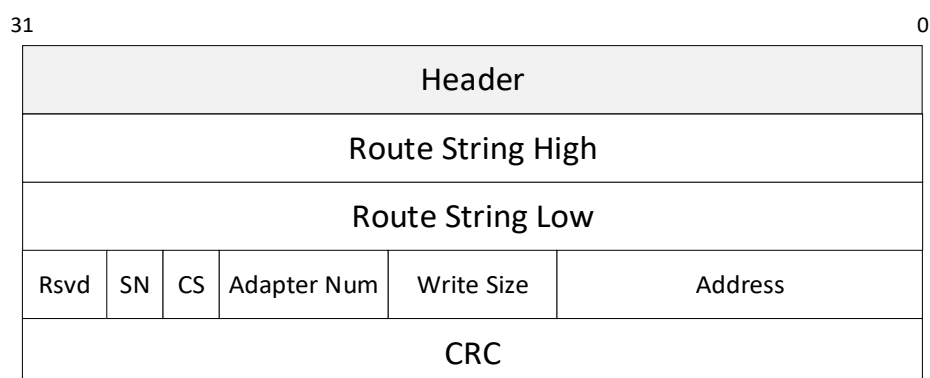 31 0
Header
Route String High
Route String Low
Rsvd SN CS Adapter Num Write Size Address
CRC